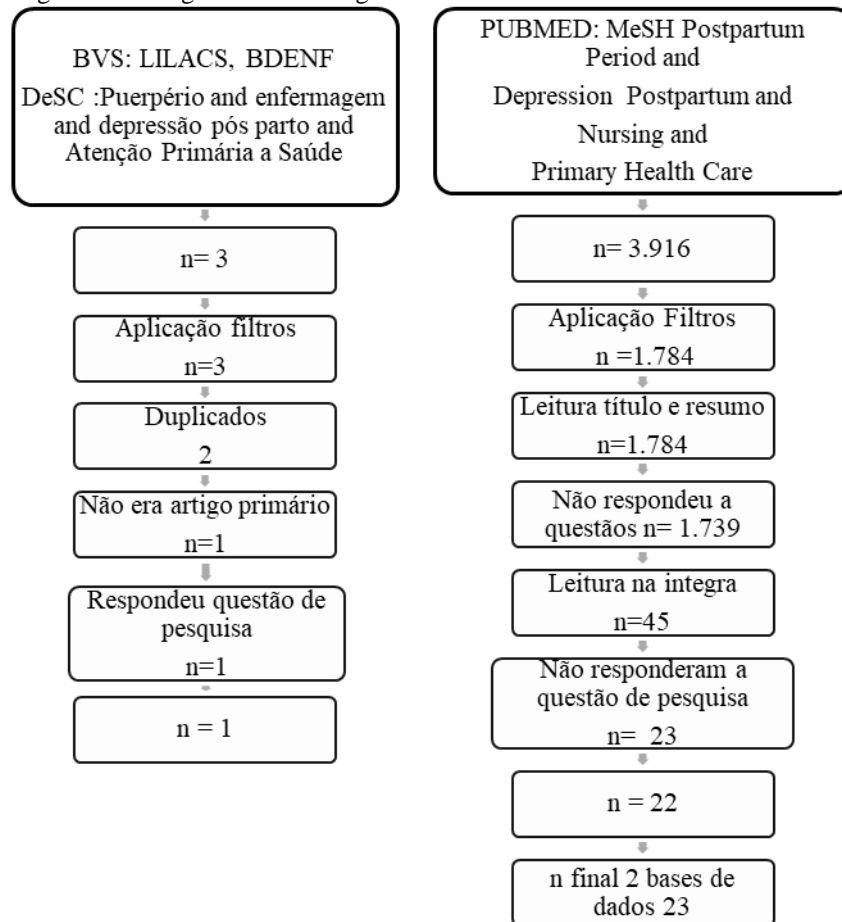 BVS: LILACS, BDENF
DeSC :Puerpério and enfermagem
and depressão pós parto and
Atenção Primária a Saúde
n= 3
Aplicação filtros
n=3
Duplicados
2
Não era artigo primário
n=1
Respondeu questão de
pesquisa
n=1
n = 1
PUBMED: MeSH Postpartum
Period and
Depression Postpartum and
Nursing and
Primary Health Care
n= 3.916
Aplicação Filtros
n =1.784
Leitura título e resumo
n=1.784
Não respondeu a
questãos n= 1.739
Leitura na integra
n=45
Não responderam a
questão de pesquisa
n= 23
n = 22
n final 2 bases de
dados 23